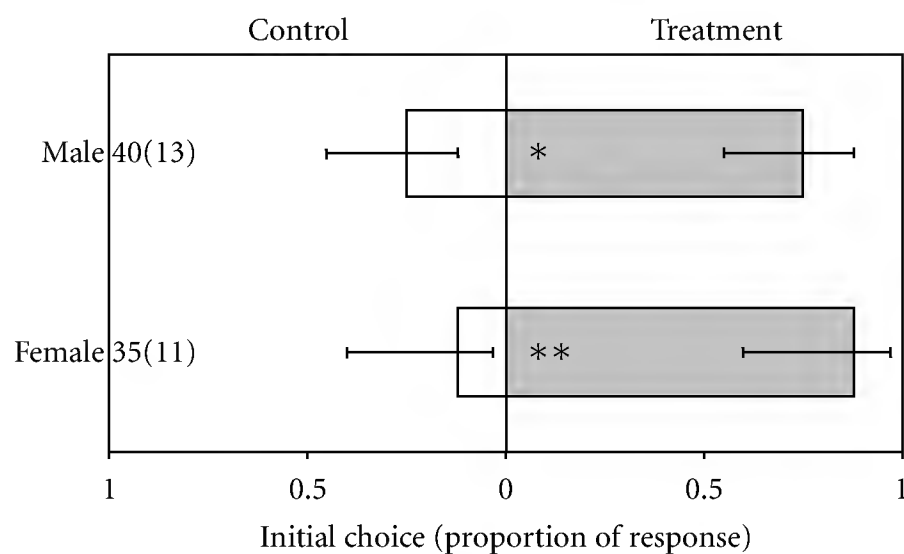 Control Treatment
Male 40(13) *
Female 35(11) **
1 0.5 0 0.5 1
Initial choice (proportion of response)